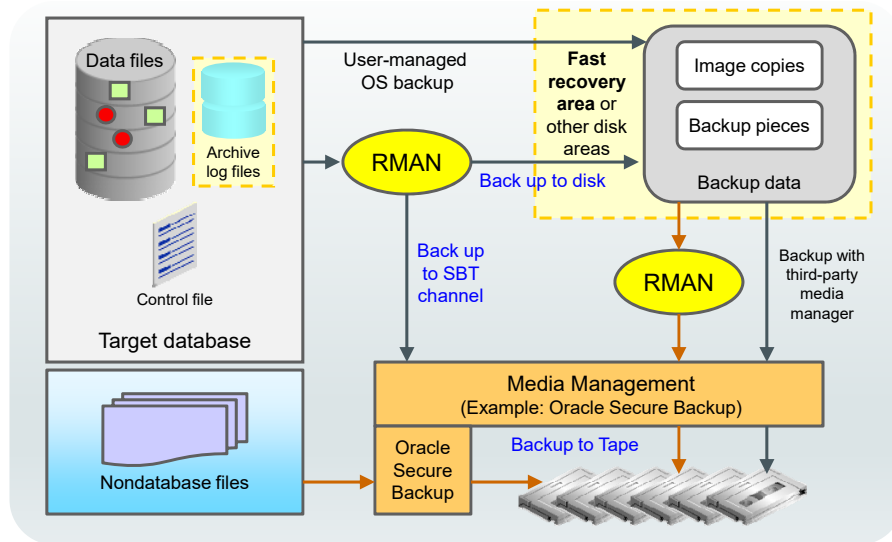 Data files
Archive
log files
Control file
Target database
User-managed
OS backup
Fast
recovery
area or
other disk
areas
Image copies
Backup pieces
Backup data
RMAN
Back up to disk
Back up
to SBT
channel
RMAN
Backup with
third-party
media
manager
Media Management
(Example: Oracle Secure Backup)
Nondatabase files
Oracle
Secure
Backup
Backup to Tape